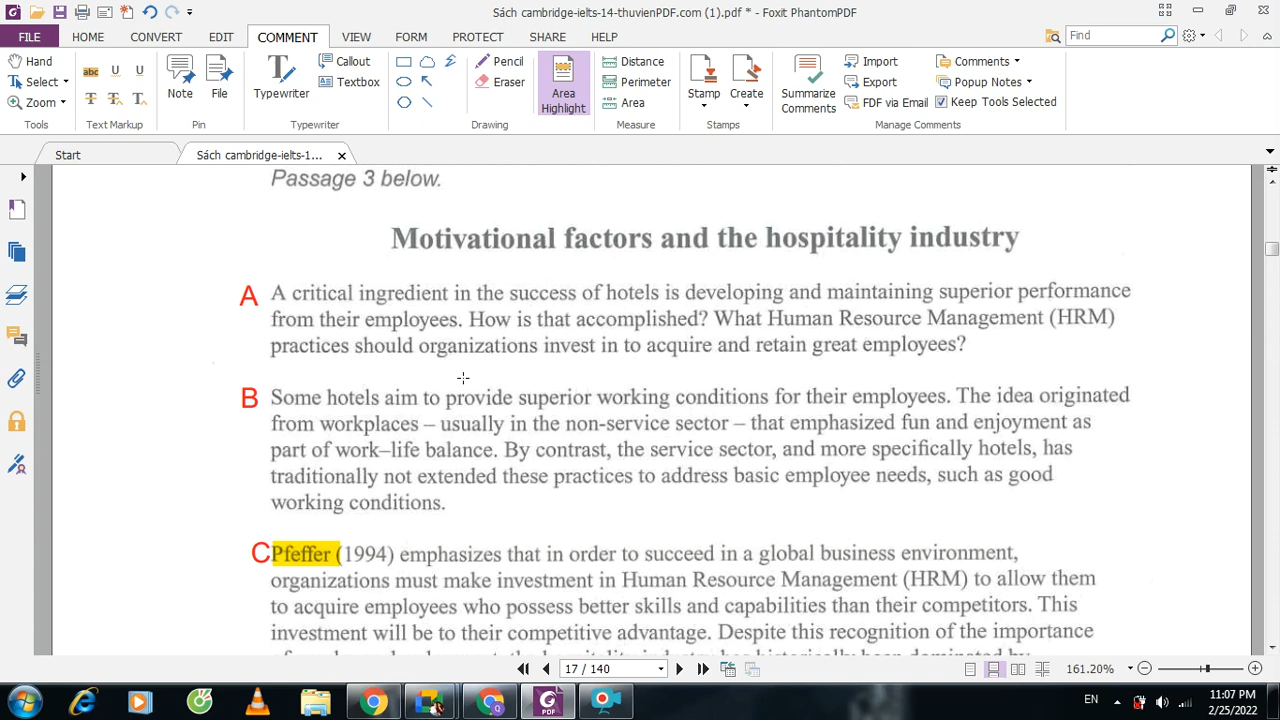 Sách cambridge-ielts-14-thuvienPDF.com (1).pdf * - Foxit PhantomPDF
FILE HOME CONVERT EDIT COMMENT VIEW FORM PROTECT SHARE HELP Find
Hand
Select
Zoom
Tools
abc U U
T T T
Text Markup
Note File
Pin
Typewriter
Callout
Textbox
Typewriter
Pencil
Eraser
Drawing
Area
Highlight
Distance
Perimeter
Area
Measure
Stamp Create
Stamps
Summarize
Comments
Import
Export
FDF via Email
Comments
Popup Notes
Keep Tools Selected
Manage Comments
Start Sách cambridge-ielts-1... x
Passage 3 below.
Motivational factors and the hospitality industry
A A critical ingredient in the success of hotels is developing and maintaining superior performance
from their employees. How is that accomplished? What Human Resource Management (HRM)
practices should organizations invest in to acquire and retain great employees?
B Some hotels aim to provide superior working conditions for their employees. The idea originated
from workplaces – usually in the non-service sector – that emphasized fun and enjoyment as
part of work–life balance. By contrast, the service sector, and more specifically hotels, has
traditionally not extended these practices to address basic employee needs, such as good
working conditions.
C Pfeffer (1994) emphasizes that in order to succeed in a global business environment,
organizations must make investment in Human Resource Management (HRM) to allow them
to acquire employees who possess better skills and capabilities than their competitors. This
investment will be to their competitive advantage. Despite this recognition of the importance
17 / 140 161.20%
EN 11:07 PM
2/25/2022